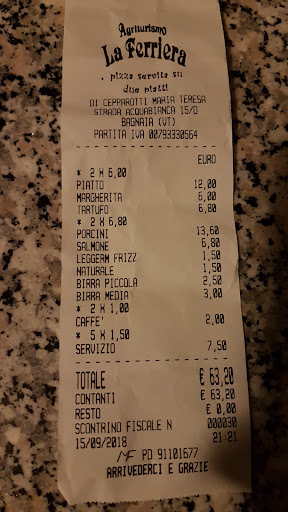 Agriturismo
La Ferriera
. pizza servita su
due piatti
DI CEPPAROTTI MARIA TERESA
STRADA ACQUABIANCA 15/D
BAGNAIA (VT)
PARTITA IVA 00793330564
EURO
* 2 X 6,00
PIATTO 12,00
MARGHERITA 6,00
TARTUFO 6,80
* 2 X 6,80
PORCINI 13,60
SALMONE 6,80
LEGGERM FRIZZ 1,50
NATURALE 1,50
BIRRA PICCOLA 2,50
BIRRA MEDIA 3,00
* 2 X 1,00
CAFFE' 2,00
* 5 X 1,50
SERVIZIO 7,50
TOTALE € 63,20
CONTANTI € 63,20
RESTO € 0,00
SCONTRINO FISCALE N 000030
15/09/2018 21-21
MF PD 91101677
ARRIVEDERCI E GRAZIE